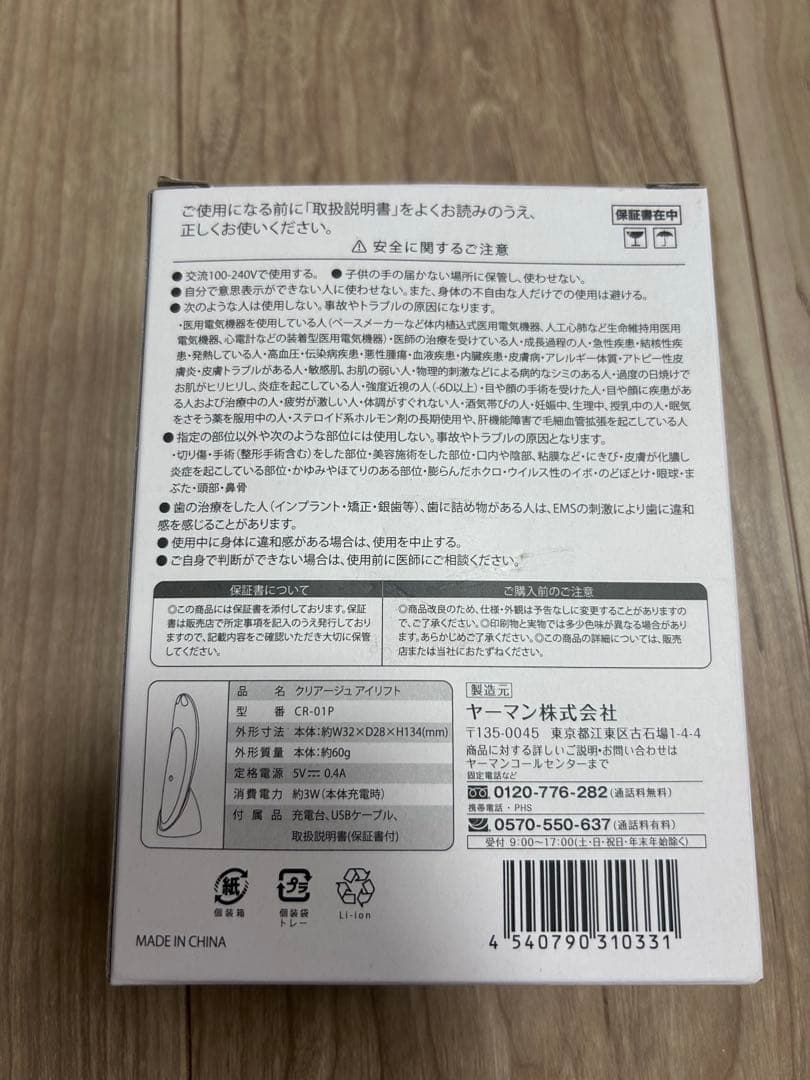 ご使用になる前に「取扱説明書」をよくお読みのうえ、
正しくお使いください。
保証書在中
⚠ 安全に関するご注意
●交流100-240Vで使用する。 ●子供の手の届かない場所に保管し、使わせない。
●自分で意思表示ができない人に使わせない。また、身体の不自由な人だけでの使用は避ける。
●次のような人は使用しない。事故やトラブルの原因になります。
・医用電気機器を使用している人（ペースメーカーなど体内植込式医用電気機器、人工心肺など生命維持用医用
電気機器、心電計などの装着型医用電気機器）・医師の治療を受けている人・成長過程の人・急性疾患・結核性疾
患・発熱している人・高血圧・伝染病疾患・悪性腫瘍・血液疾患・内臓疾患・皮膚病・アレルギー体質・アトピー性皮
膚炎・皮膚トラブルがある人・敏感肌、お肌の弱い人・物理的刺激などによる病的なシミのある人・過度の日焼けで
お肌がヒリヒリし、炎症を起こしている人・強度近視の人（-6D以上）・目や顔の手術を受けた人・目や顔に疾患があ
る人および治療中の人・疲労が激しい人・体調がすぐれない人・酒気帯びの人・妊娠中、生理中、授乳中の人・眠気
をさそう薬を服用中の人・ステロイド系ホルモン剤の長期使用や、肝機能障害で毛細血管拡張を起こしている人
●指定の部位以外や次のような部位には使用しない。事故やトラブルの原因となります。
・切り傷・手術（整形手術含む）をした部位・美容施術をした部位・口内や陰部、粘膜など・にきび・皮膚が化膿し
炎症を起こしている部位・かゆみやほてりのある部位・膨らんだホクロ・ウイルス性のイボ・のどぼとけ・眼球・ま
ぶた・頭部・鼻骨
●歯の治療をした人（インプラント・矯正・銀歯等）、歯に詰め物がある人は、EMSの刺激により歯に違和
感を感じることがあります。
●使用中に身体に違和感がある場合は、使用を中止する。
●ご自身で判断ができない場合は、使用前に医師にご相談ください。
保証書について
◎この商品には保証書を添付しております。保証
書は販売店で所定事項を記入のうえ発行しており
ますので、記載内容をご確認いただき大切に保管
してください。
ご購入前のご注意
◎商品改良のため、仕様・外観は予告なしに変更することがありますの
で、ご了承ください。◎印刷物と実物では多少色味が異なる場合があり
ます。あらかじめご了承ください。◎この商品の詳細については、販売
店または当社におたずねください。
品名 クリアージュ アイリフト
型番 CR-01P
外形寸法 本体：約W32×D28×H134(mm)
外形質量 本体：約60g
定格電源 5V⎓ 0.4A
消費電力 約3W（本体充電時）
付属品 充電台、USBケーブル、
取扱説明書（保証書付）
製造元
ヤーマン株式会社
〒135-0045 東京都江東区古石場1-4-4
商品に対する詳しいご説明・お問い合わせは
ヤーマンコールセンターまで
固定電話など
0120-776-282（通話料無料）
携帯電話・PHS
0570-550-637（通話料有料）
受付 9:00～17:00（土・日・祝日・年末年始除く）
紙
個装箱
プラ
個装袋
トレー
Li-ion
MADE IN CHINA
4 540790 310331